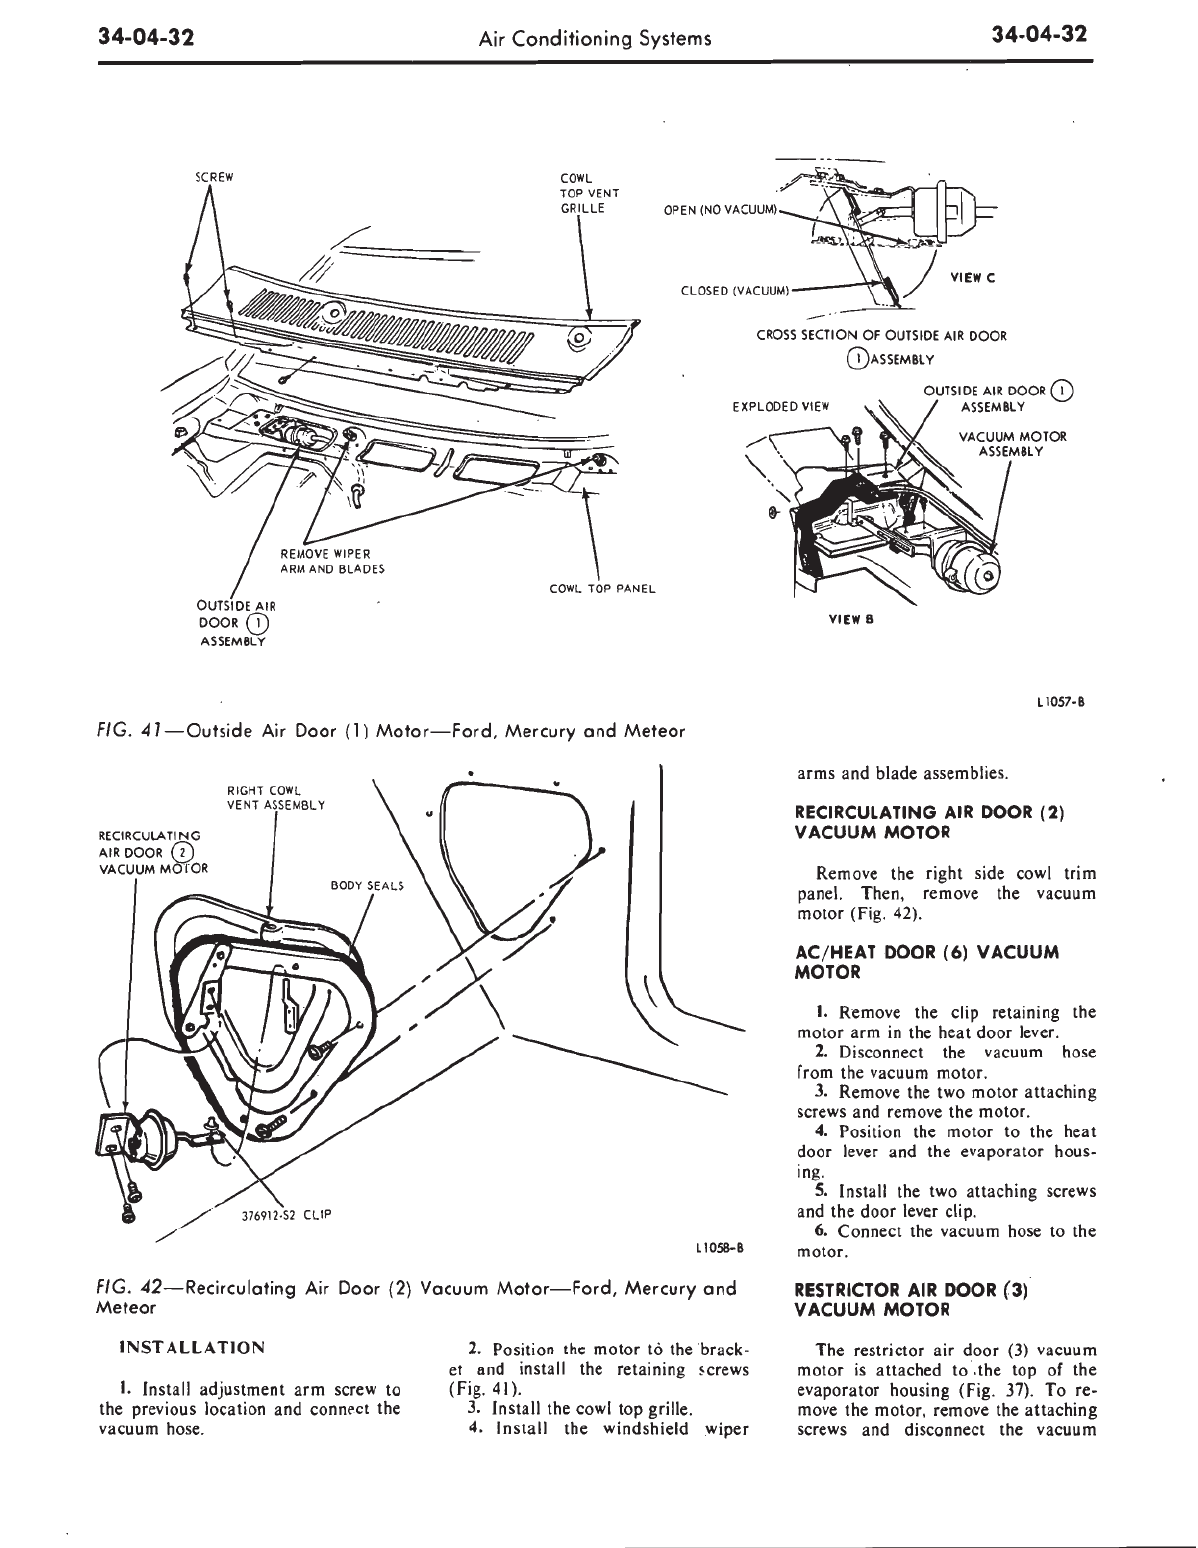 34-04-32
Air Conditioning Systems
34-04-32
SCREW
COWL
TOP VENT
GRILLE
OPEN (NO VACUUM)
VIEW C
CLOSED (VACUUM)
CROSS SECTION OF OUTSIDE AIR DOOR
1 ASSEMBLY
OUTSIDE AIR DOOR 1
ASSEMBLY
EXPLODED VIEW
VACUUM MOTOR
ASSEMBLY
REMOVE WIPER
ARM AND BLADES
COWL TOP PANEL
OUTSIDE AIR
DOOR 1
ASSEMBLY
VIEW B
L1057-B
FIG. 41—Outside Air Door (1) Motor—Ford, Mercury and Meteor
RIGHT COWL
VENT ASSEMBLY
RECIRCULATING
AIR DOOR 2
VACUUM MOTOR
BODY SEALS
376912-S2 CLIP
L1058-B
FIG. 42—Recirculating Air Door (2) Vacuum Motor—Ford, Mercury and
Meteor
INSTALLATION
1. Install adjustment arm screw to
the previous location and connect the
vacuum hose.
2. Position the motor to the brack-
et and install the retaining screws
(Fig. 41).
3. Install the cowl top grille.
4. Install the windshield wiper
arms and blade assemblies.
RECIRCULATING AIR DOOR (2)
VACUUM MOTOR
Remove the right side cowl trim
panel. Then, remove the vacuum
motor (Fig. 42).
AC/HEAT DOOR (6) VACUUM
MOTOR
1. Remove the clip retaining the
motor arm in the heat door lever.
2. Disconnect the vacuum hose
from the vacuum motor.
3. Remove the two motor attaching
screws and remove the motor.
4. Position the motor to the heat
door lever and the evaporator hous-
ing.
5. Install the two attaching screws
and the door lever clip.
6. Connect the vacuum hose to the
motor.
RESTRICTOR AIR DOOR (3)
VACUUM MOTOR
The restrictor air door (3) vacuum
motor is attached to the top of the
evaporator housing (Fig. 37). To re-
move the motor, remove the attaching
screws and disconnect the vacuum